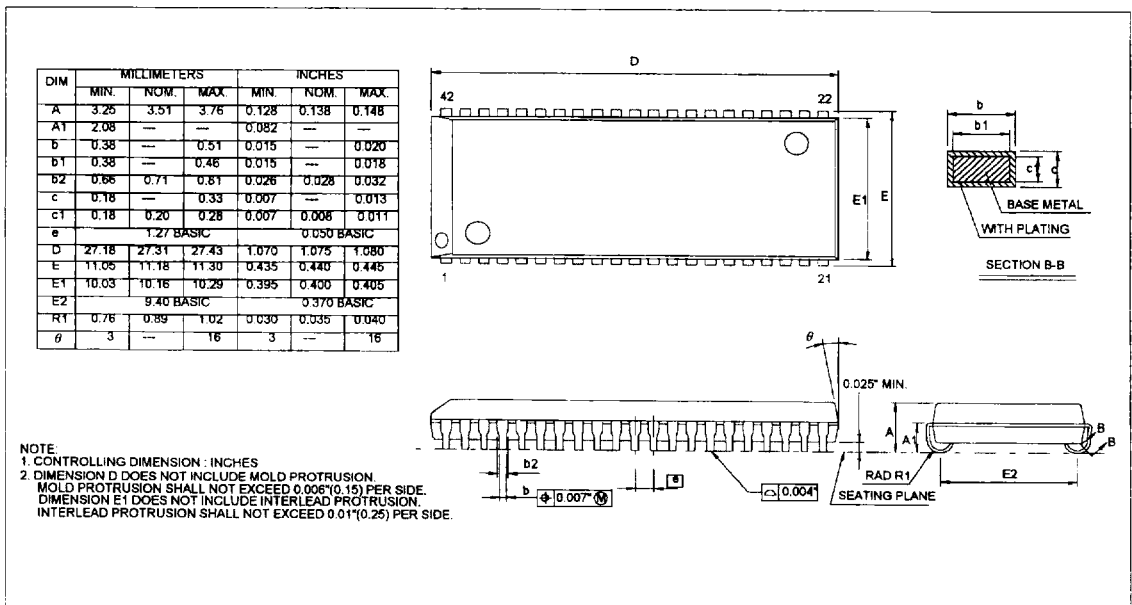 DIM MILLIMETERS INCHES
MIN. NOM. MAX. MIN. NOM. MAX.
A 3.25 3.51 3.76 0.128 0.138 0.148
A1 2.08 --- --- 0.082 --- ---
b 0.38 --- 0.51 0.015 --- 0.020
b1 0.38 --- 0.46 0.015 --- 0.018
b2 0.66 0.71 0.81 0.026 0.028 0.032
c 0.18 --- 0.33 0.007 --- 0.013
c1 0.18 0.20 0.28 0.007 0.008 0.011
e 1.27 BASIC 0.050 BASIC
D 27.18 27.31 27.43 1.070 1.075 1.080
E 11.05 11.18 11.30 0.435 0.440 0.445
E1 10.03 10.16 10.29 0.395 0.400 0.405
E2 9.40 BASIC 0.370 BASIC
R1 0.76 0.89 1.02 0.030 0.035 0.040
θ 3 --- 16 3 --- 16
D
42 22
E1 E
1 21
b
b1
c1 c
BASE METAL
WITH PLATING
SECTION B-B
θ
0.025" MIN.
A A1
B B
b2
e
b ⌖ 0.007" Ⓜ
⌓ 0.004"
RAD R1
SEATING PLANE
E2
NOTE:
1. CONTROLLING DIMENSION : INCHES
2. DIMENSION D DOES NOT INCLUDE MOLD PROTRUSION.
MOLD PROTRUSION SHALL NOT EXCEED 0.006"(0.15) PER SIDE.
DIMENSION E1 DOES NOT INCLUDE INTERLEAD PROTRUSION.
INTERLEAD PROTRUSION SHALL NOT EXCEED 0.01"(0.25) PER SIDE.